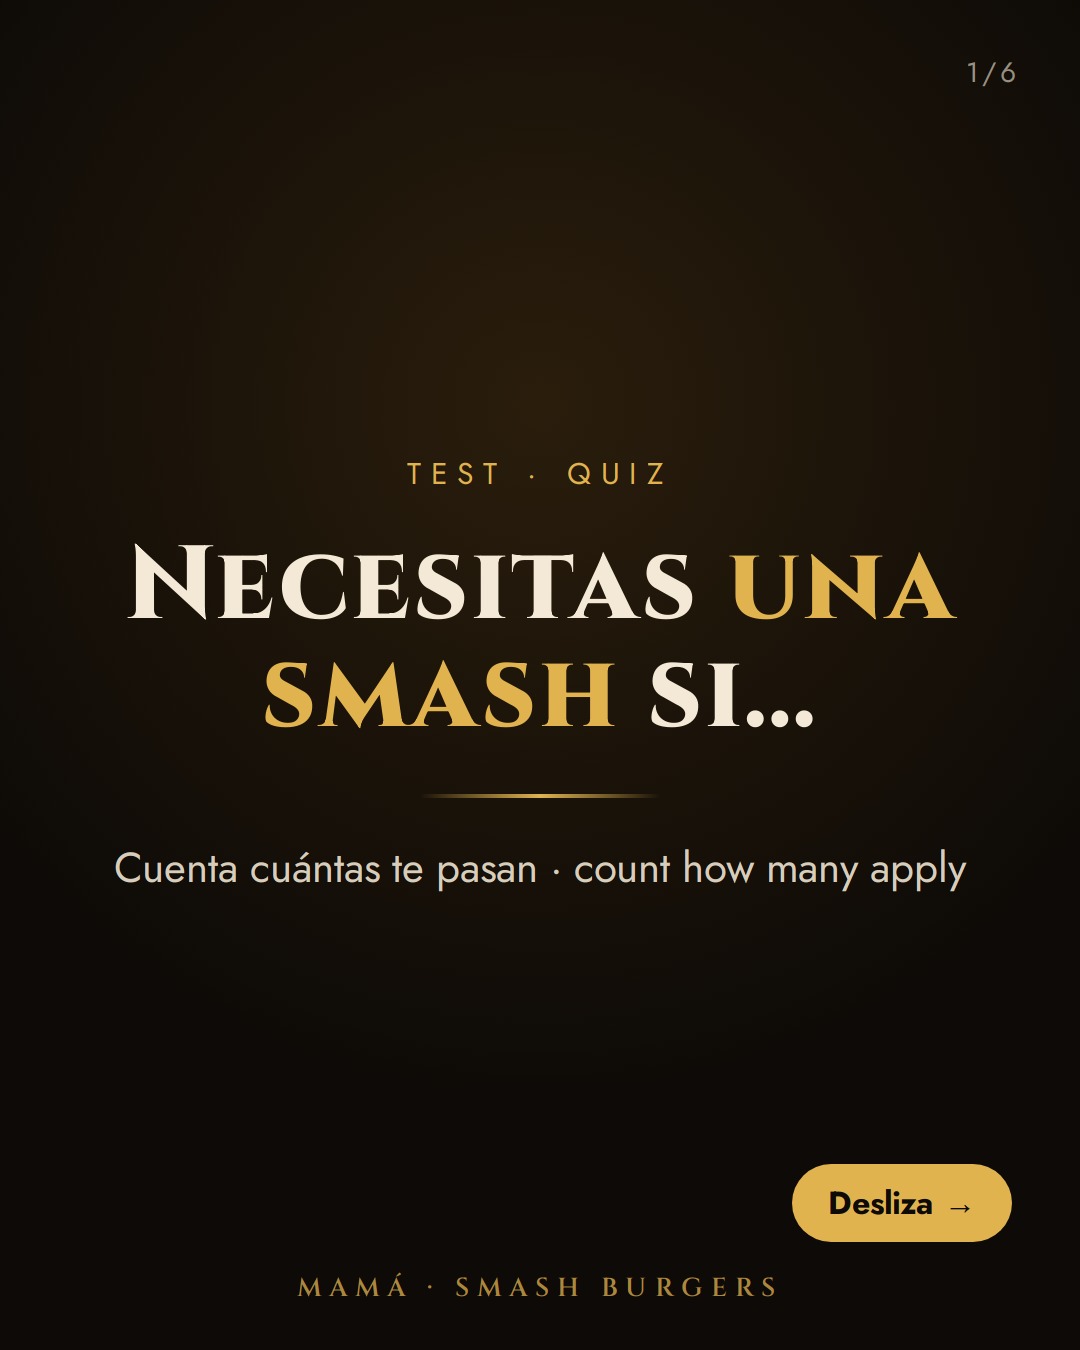 1/6
TEST · QUIZ
NECESITAS UNA
SMASH SI...
Cuenta cuántas te pasan · count how many apply
Desliza →
MAMÁ · SMASH BURGERS